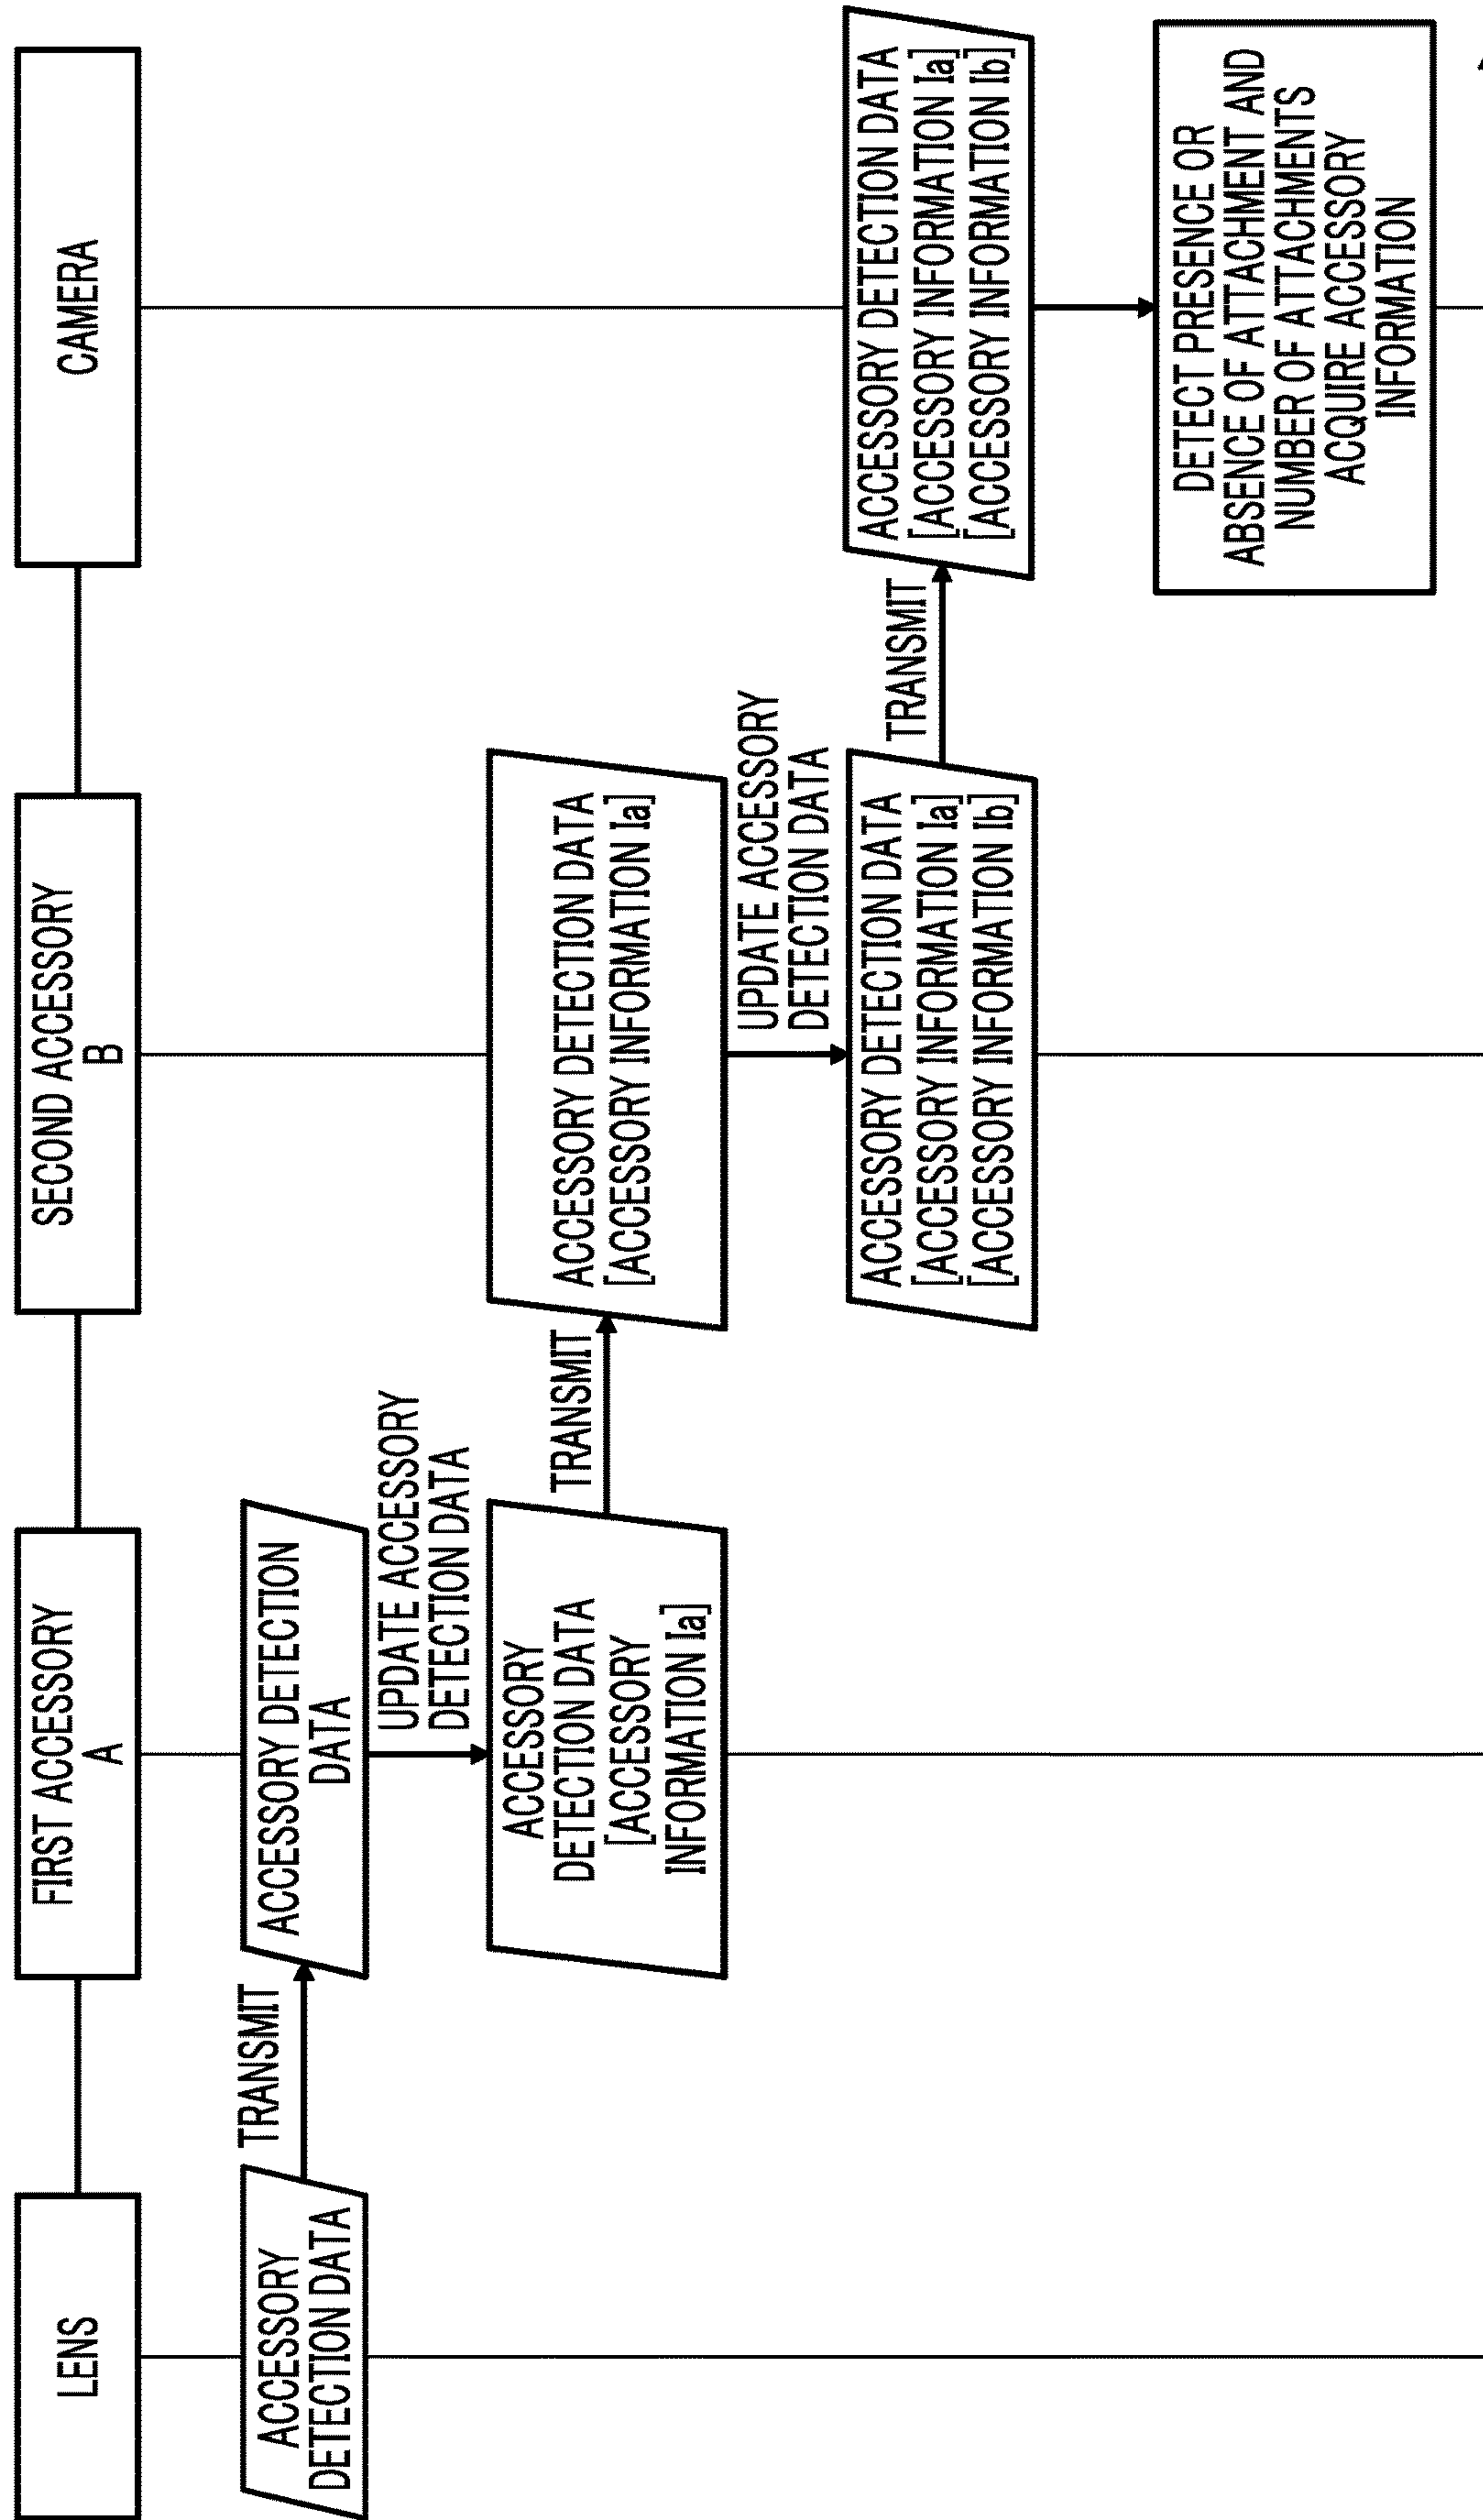 LENS
FIRST ACCESSORY
A
SECOND ACCESSORY
B
CAMERA
ACCESSORY
DETECTION DATA
TRANSMIT
ACCESSORY DETECTION
DATA
UPDATE ACCESSORY
DETECTION DATA
ACCESSORY
DETECTION DATA
[ACCESSORY
INFORMATION Ia]
TRANSMIT
ACCESSORY DETECTION DATA
[ACCESSORY INFORMATION Ia]
UPDATE ACCESSORY
DETECTION DATA
ACCESSORY DETECTION DATA
[ACCESSORY INFORMATION Ia]
[ACCESSORY INFORMATION Ib]
TRANSMIT
ACCESSORY DETECTION DATA
[ACCESSORY INFORMATION Ia]
[ACCESSORY INFORMATION Ib]
DETECT PRESENCE OR
ABSENCE OF ATTACHMENT AND
NUMBER OF ATTACHMENTS
ACQUIRE ACCESSORY
INFORMATION